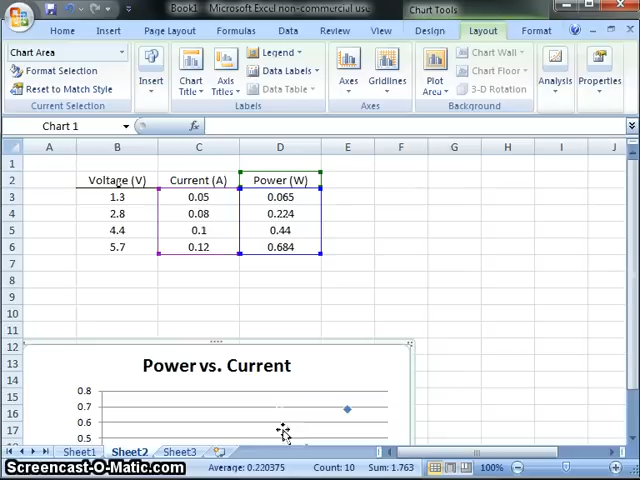 Book1 Microsoft Excel non-commercial use
Chart Tools
Home Insert Page Layout Formulas Data Review View Design Layout Format
Chart Area
Format Selection
Reset to Match Style
Current Selection
Insert
Chart Title
Axis Titles
Legend
Data Labels
Data Table
Labels
Axes
Gridlines
Axes
Plot Area
Chart Wall
Chart Floor
3-D Rotation
Background
Analysis
Properties
Chart 1 fx
A B C D E F G H I J
1
2 Voltage (V) Current (A) Power (W)
3 1.3 0.05 0.065
4 2.8 0.08 0.224
5 4.4 0.1 0.44
6 5.7 0.12 0.684
7
8
9
10
11
12
13 Power vs. Current
14
15 0.8
16 0.7
17 0.6
0.5
Sheet1 Sheet2 Sheet3
Screencast-O-Matic.com Average: 0.220375 Count: 10 Sum: 1.763 100%